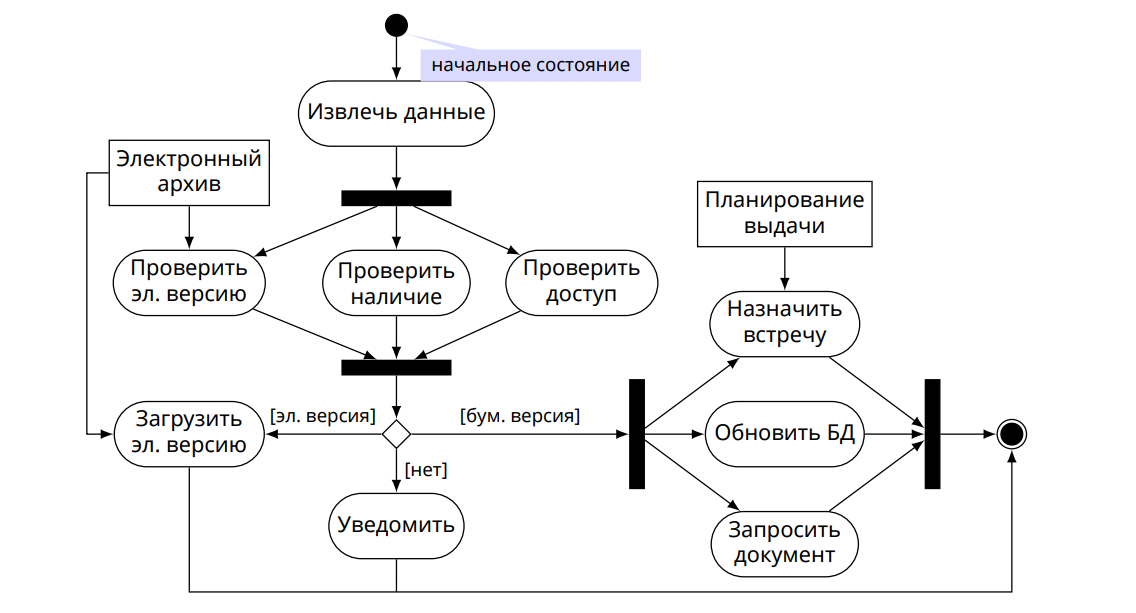 начальное состояние
Извлечь данные
Электронный
архив
Планирование
выдачи
Проверить
эл. версию
Проверить
наличие
Проверить
доступ
Назначить
встречу
Загрузить
эл. версию
[эл. версия]
[бум. версия]
Обновить БД
[нет]
Уведомить
Запросить
документ